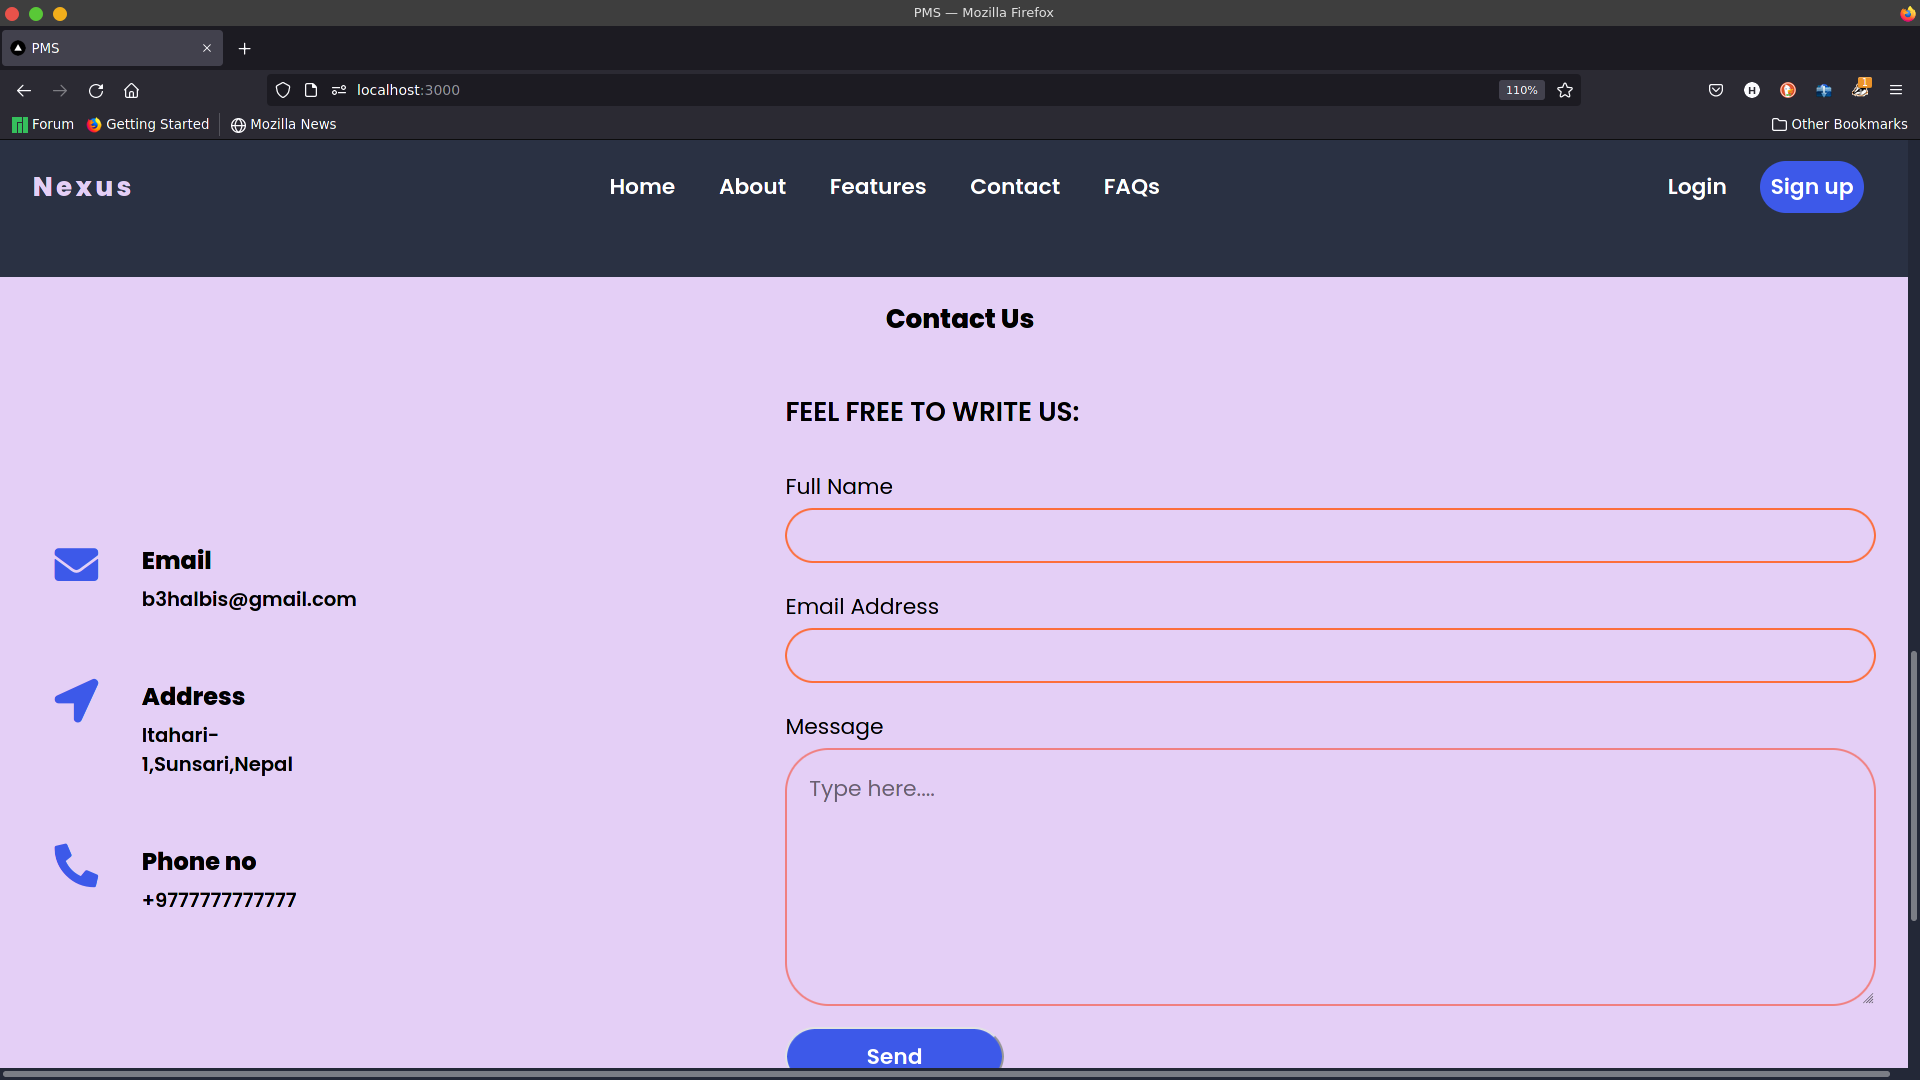 PMS — Mozilla Firefox
PMS
localhost:3000
110%
H
1
Forum
Getting Started
Mozilla News
Other Bookmarks
Nexus
Home
About
Features
Contact
FAQs
Login
Sign up
Contact Us
FEEL FREE TO WRITE US:
Full Name
Email Address
Message
Type here....
Send
Email
b3halbis@gmail.com
Address
Itahari-
1,Sunsari,Nepal
Phone no
+9777777777777